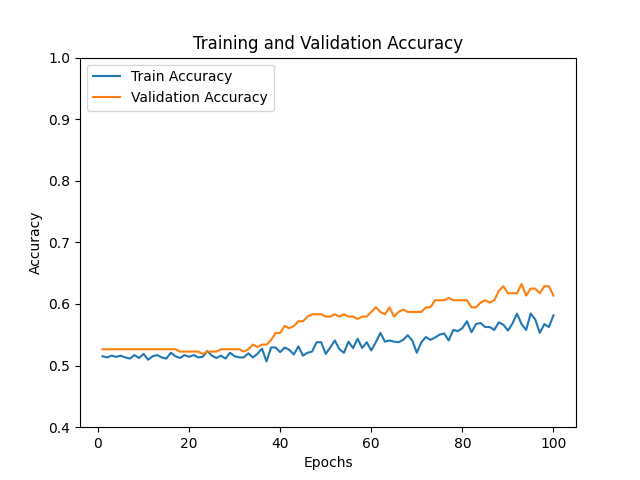 Training and Validation Accuracy
Train Accuracy
Validation Accuracy
1.0
0.9
0.8
0.7
0.6
0.5
0.4
Accuracy
0 20 40 60 80 100
Epochs